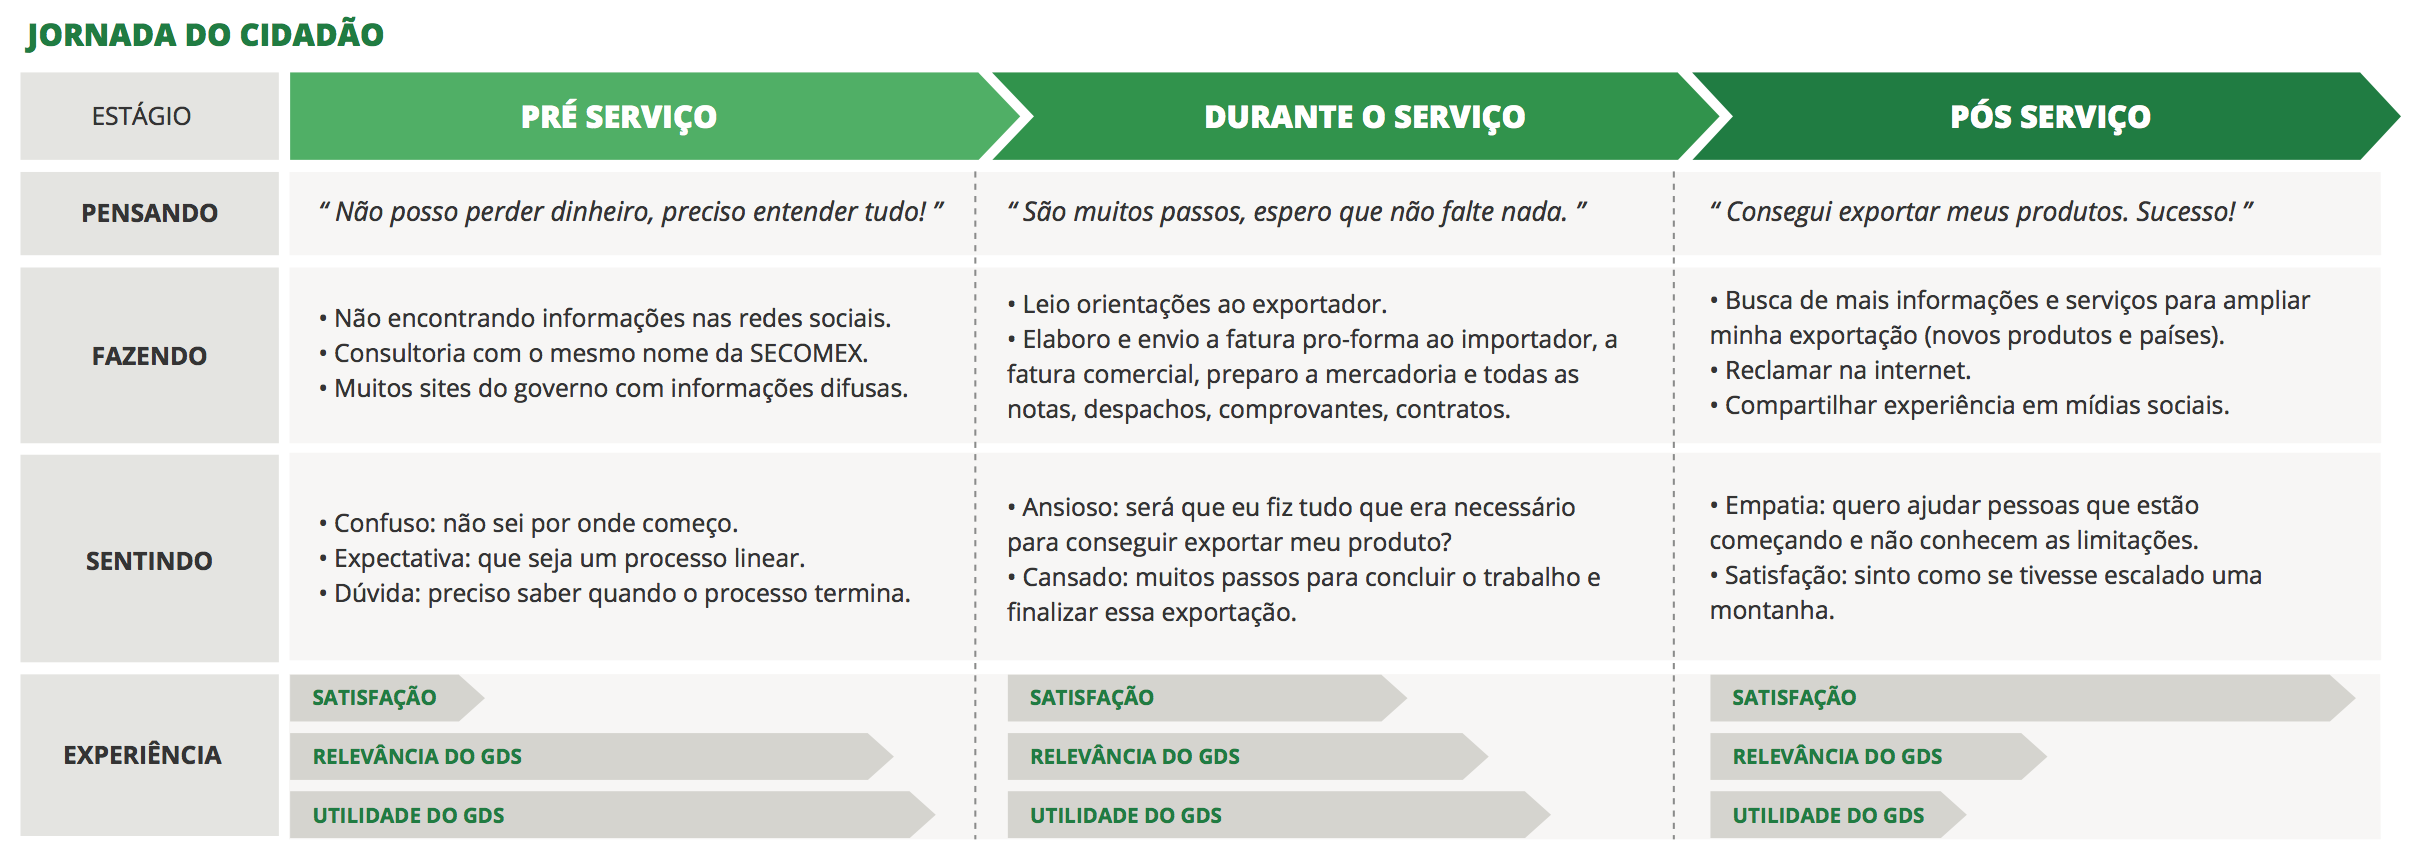 JORNADA DO CIDADÃO
ESTÁGIO
PRÉ SERVIÇO
DURANTE O SERVIÇO
PÓS SERVIÇO
PENSANDO
“ Não posso perder dinheiro, preciso entender tudo! ”
“ São muitos passos, espero que não falte nada. ”
“ Consegui exportar meus produtos. Sucesso! ”
FAZENDO
• Não encontrando informações nas redes sociais.
• Consultoria com o mesmo nome da SECOMEX.
• Muitos sites do governo com informações difusas.
• Leio orientações ao exportador.
• Elaboro e envio a fatura pro-forma ao importador, a
fatura comercial, preparo a mercadoria e todas as
notas, despachos, comprovantes, contratos.
• Busca de mais informações e serviços para ampliar
minha exportação (novos produtos e países).
• Reclamar na internet.
• Compartilhar experiência em mídias sociais.
SENTINDO
• Confuso: não sei por onde começo.
• Expectativa: que seja um processo linear.
• Dúvida: preciso saber quando o processo termina.
• Ansioso: será que eu fiz tudo que era necessário
para conseguir exportar meu produto?
• Cansado: muitos passos para concluir o trabalho e
finalizar essa exportação.
• Empatia: quero ajudar pessoas que estão
começando e não conhecem as limitações.
• Satisfação: sinto como se tivesse escalado uma
montanha.
EXPERIÊNCIA
SATISFAÇÃO
RELEVÂNCIA DO GDS
UTILIDADE DO GDS
SATISFAÇÃO
RELEVÂNCIA DO GDS
UTILIDADE DO GDS
SATISFAÇÃO
RELEVÂNCIA DO GDS
UTILIDADE DO GDS